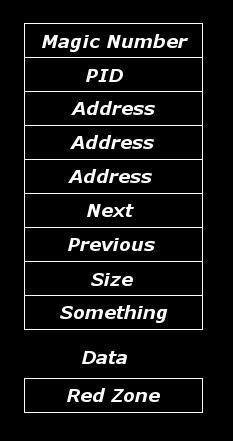 Magic Number
PID
Address
Address
Address
Next
Previous
Size
Something
Data
Red Zone